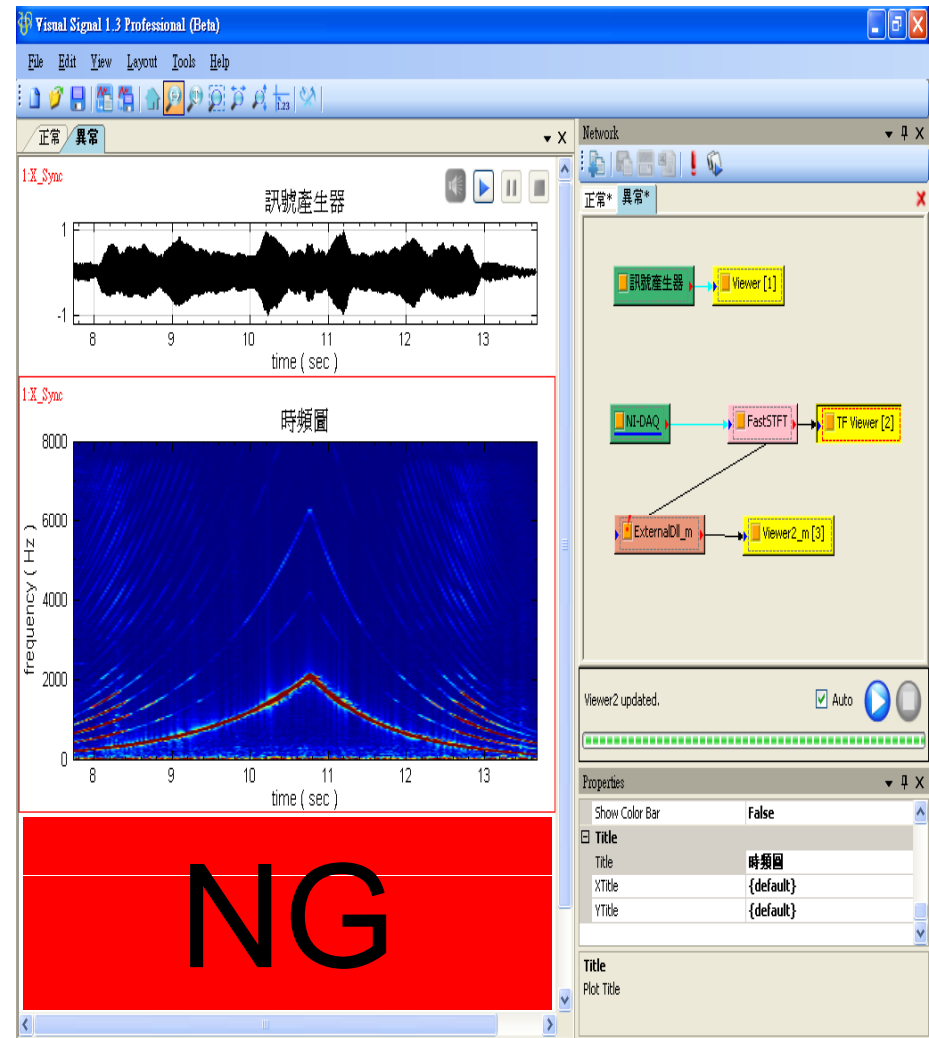 Visual Signal 1.3 Professional (Beta)
File Edit View Layout Tools Help
1.23
正常 異常
1:X_Sync
訊號產生器
1
-1
8 9 10 11 12 13
time ( sec )
1:X_Sync
時頻圖
8000
6000
4000
2000
0
frequency ( Hz )
8 9 10 11 12 13
time ( sec )
NG
Network
正常* 異常*
訊號產生器 Viewer [1]
NI-DAQ FastSTFT TF Viewer [2]
ExternalDll_m Viewer2_m [3]
Viewer2 updated. Auto
Properties
Show Color Bar False
Title
Title 時頻圖
XTitle {default}
YTitle {default}
Title
Plot Title